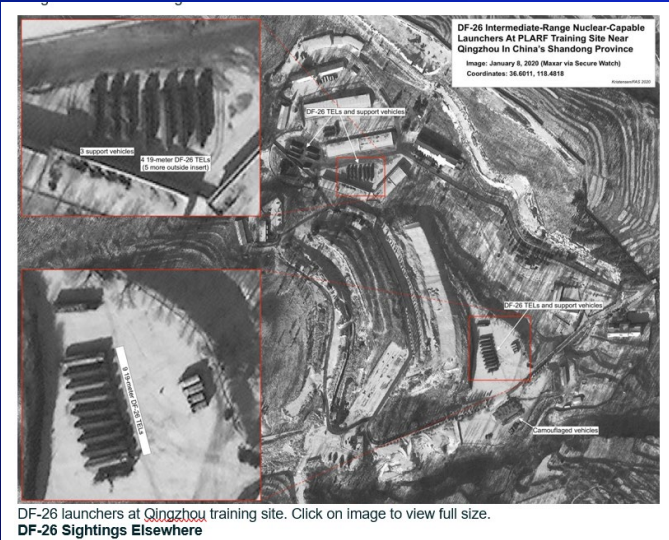 DF-26 Intermediate-Range Nuclear-Capable
Launchers At PLARF Training Site Near
Qingzhou In China's Shandong Province
Image: January 8, 2020 (Maxar via Secure Watch)
Coordinates: 36.6011, 118.4818
Kristensen/FAS 2020
DF-26 TELs and support vehicles
3 support vehicles
4 19-meter DF-26 TELs
(5 more outside insert)
DF-26 TELs and support vehicles
9 19-meter DF-26 TELs
Camouflaged vehicles
DF-26 launchers at Qingzhou training site. Click on image to view full size.
DF-26 Sightings Elsewhere